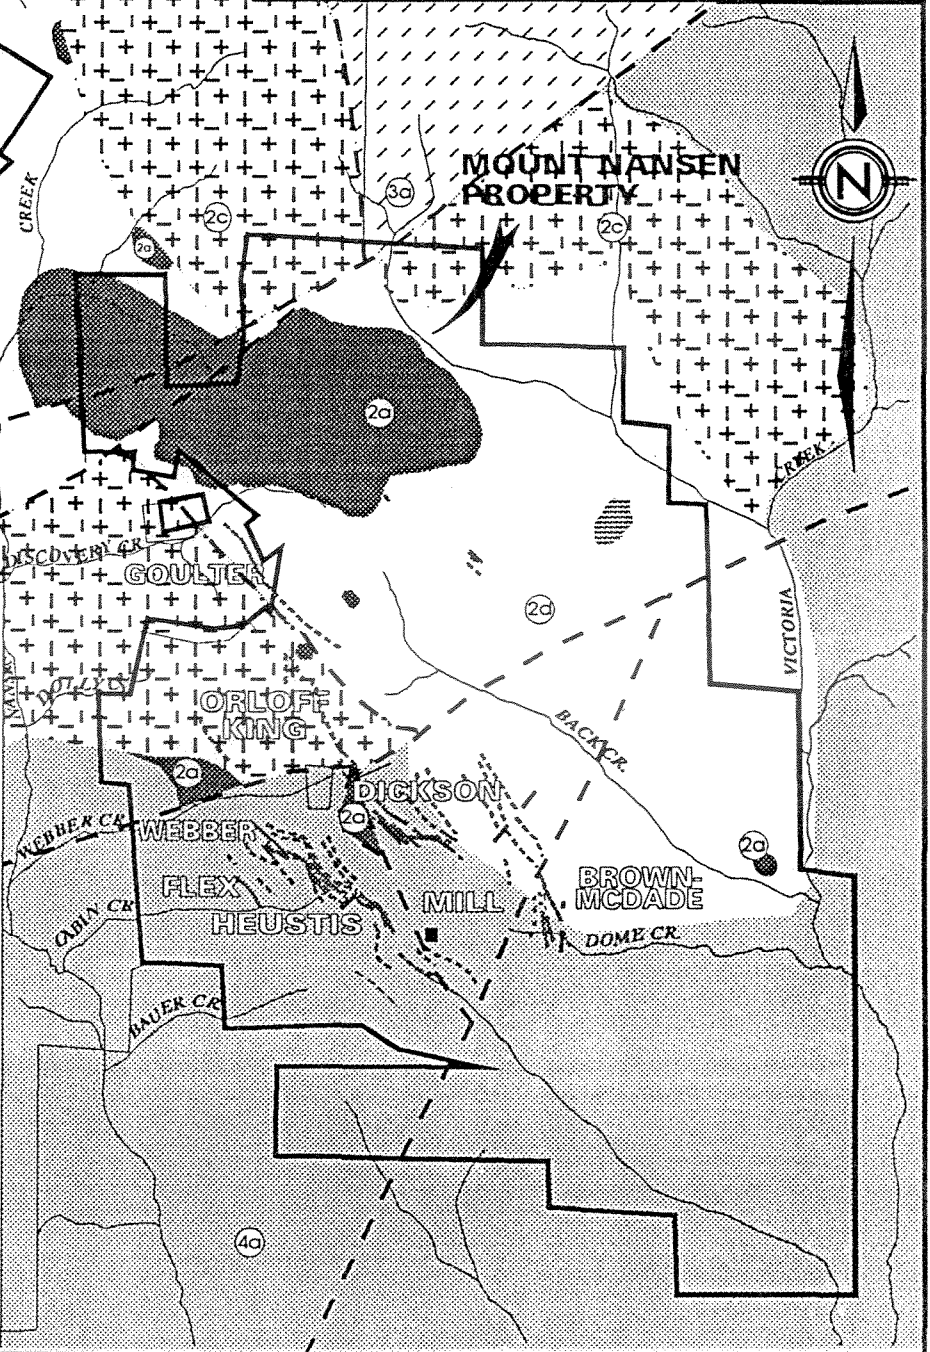 MOUNT NANSEN
PROPERTY
N
CREEK
3a
2c
2c
2a
2a
CREEK
DISCOVERY CR.
GOULTER
2d
VICTORIA
ORLOFF
KING
BACK CR.
2a
DICKSON
2a
WEBBER CR.
WEBBER
2a
FLEX
BROWN-
MCDADE
CABIN CR.
HEUSTIS
MILL
DOME CR.
BAUER CR.
4a